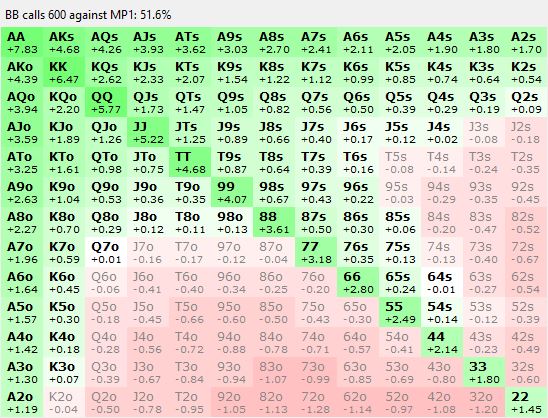 BB calls 600 against MP1: 51.6%
AA AKs AQs AJs ATs A9s A8s A7s A6s A5s A4s A3s A2s
+7.83 +4.68 +4.26 +3.93 +3.62 +3.03 +2.70 +2.41 +2.11 +2.05 +1.90 +1.80 +1.70
AKo KK KQs KJs KTs K9s K8s K7s K6s K5s K4s K3s K2s
+4.39 +6.47 +2.62 +2.33 +2.07 +1.54 +1.22 +1.12 +0.99 +0.85 +0.74 +0.64 +0.54
AQo KQo QQ QJs QTs Q9s Q8s Q7s Q6s Q5s Q4s Q3s Q2s
+3.94 +2.20 +5.77 +1.73 +1.47 +1.05 +0.82 +0.56 +0.50 +0.39 +0.29 +0.19 +0.09
AJo KJo QJo JJ JTs J9s J8s J7s J6s J5s J4s J3s J2s
+3.59 +1.89 +1.26 +5.22 +1.25 +0.89 +0.66 +0.40 +0.17 +0.12 +0.02 -0.08 -0.18
ATo KTo QTo JTo TT T9s T8s T7s T6s T5s T4s T3s T2s
+3.25 +1.61 +0.98 +0.75 +4.68 +0.87 +0.64 +0.39 +0.16 -0.08 -0.14 -0.24 -0.35
A9o K9o Q9o J9o T9o 99 98s 97s 96s 95s 94s 93s 92s
+2.63 +1.04 +0.53 +0.36 +0.35 +4.07 +0.67 +0.43 +0.22 -0.03 -0.29 -0.35 -0.45
A8o K8o Q8o J8o T8o 98o 88 87s 86s 85s 84s 83s 82s
+2.27 +0.70 +0.29 +0.12 +0.11 +0.13 +3.61 +0.50 +0.30 +0.06 -0.20 -0.47 -0.52
A7o K7o Q7o J7o T7o 97o 87o 77 76s 75s 74s 73s 72s
+1.96 +0.59 +0.01 -0.16 -0.17 -0.12 -0.04 +3.18 +0.35 +0.13 -0.13 -0.40 -0.67
A6o K6o Q6o J6o T6o 96o 86o 76o 66 65s 64s 63s 62s
+1.64 +0.45 -0.06 -0.41 -0.40 -0.34 -0.25 -0.20 +2.80 +0.24 -0.01 -0.27 -0.54
A5o K5o Q5o J5o T5o 95o 85o 75o 65o 55 54s 53s 52s
+1.57 +0.30 -0.18 -0.45 -0.66 -0.60 -0.50 -0.43 -0.30 +2.49 +0.14 -0.12 -0.39
A4o K4o Q4o J4o T4o 94o 84o 74o 64o 54o 44 43s 42s
+1.42 +0.18 -0.28 -0.56 -0.72 -0.88 -0.78 -0.71 -0.57 -0.41 +2.14 -0.23 -0.49
A3o K3o Q3o J3o T3o 93o 83o 73o 63o 53o 43o 33 32s
+1.30 +0.07 -0.39 -0.67 -0.84 -0.94 -1.07 -0.99 -0.85 -0.69 -0.80 +1.80 -0.60
A2o K2o Q2o J2o T2o 92o 82o 72o 62o 52o 42o 32o 22
+1.19 -0.04 -0.50 -0.78 -0.95 -1.05 -1.13 -1.28 -1.14 -0.97 -1.08 -1.20 +1.45